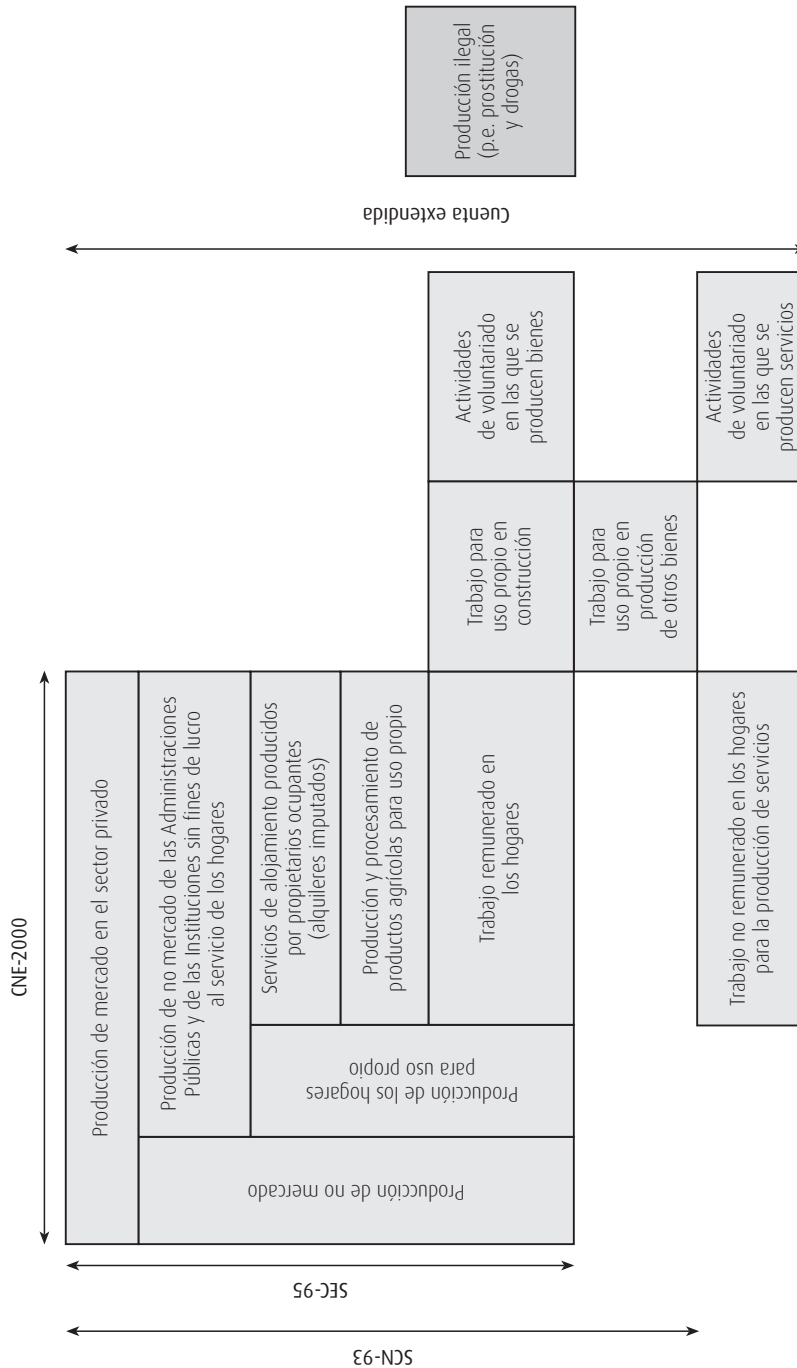 CNE-2000
SCN-93
SEC-95
Producción de mercado en el sector privado
Producción de no mercado
Producción de no mercado de las Administraciones
Públicas y de las Instituciones sin fines de lucro
al servicio de los hogares
Producción de los hogares
para uso propio
Servicios de alojamiento producidos
por propietarios ocupantes
(alquileres imputados)
Producción y procesamiento de
productos agrícolas para uso propio
Trabajo remunerado en
los hogares
Trabajo para
uso propio en
construcción
Actividades
de voluntariado
en las que se
producen bienes
Trabajo para
uso propio en
producción
de otros bienes
Trabajo no remunerado en los hogares
para la producción de servicios
Actividades
de voluntariado
en las que se
producen servicios
Cuenta extendida
Producción ilegal
(p.e. prostitución
y drogas)